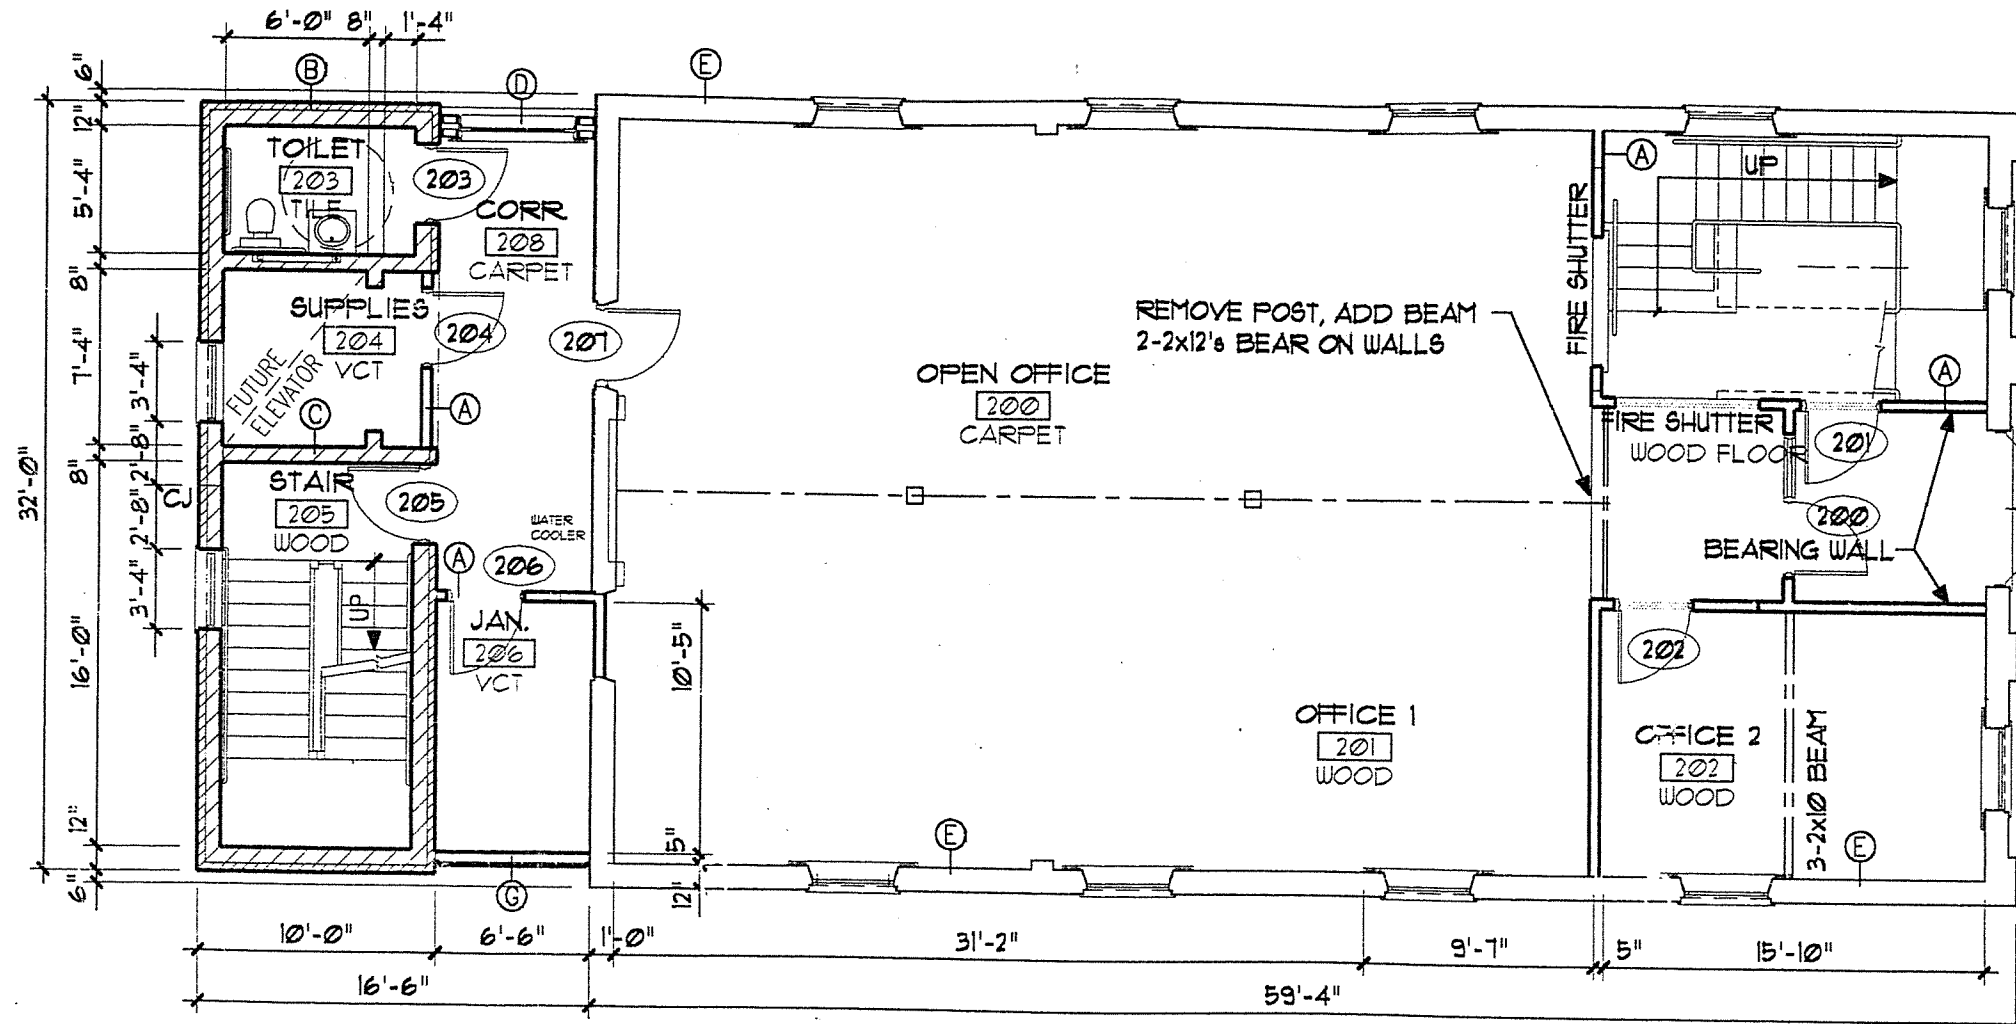 6'-0" 8" 1'-4"
6"
B
D
E
12"
TOILET
203
TILE
203
A
UP
5'-4"
CORR
208
CARPET
FIRE SHUTTER
8"
SUPPLIES
204
VCT
204
207
REMOVE POST, ADD BEAM
2-2x12's BEAR ON WALLS
7'-4"
3'-4"
FUTURE
ELEVATOR
C
A
OPEN OFFICE
200
CARPET
A
FIRE SHUTTER
WOOD FLOOR
201
32'-0"
8"
2'-8"
CJ
STAIR
205
WOOD
205
WATER
COOLER
200
BEARING WALL
2'-8"
A
206
3'-4"
UP
JAN.
206
VCT
10'-5"
202
16'-0"
OFFICE 1
201
WOOD
OFFICE 2
202
WOOD
3-2x10 BEAM
12"
5"
E
E
6"
G
12"
10'-0" 6'-6" 1'-0" 31'-2" 9'-7" 5" 15'-10"
16'-6" 59'-4"